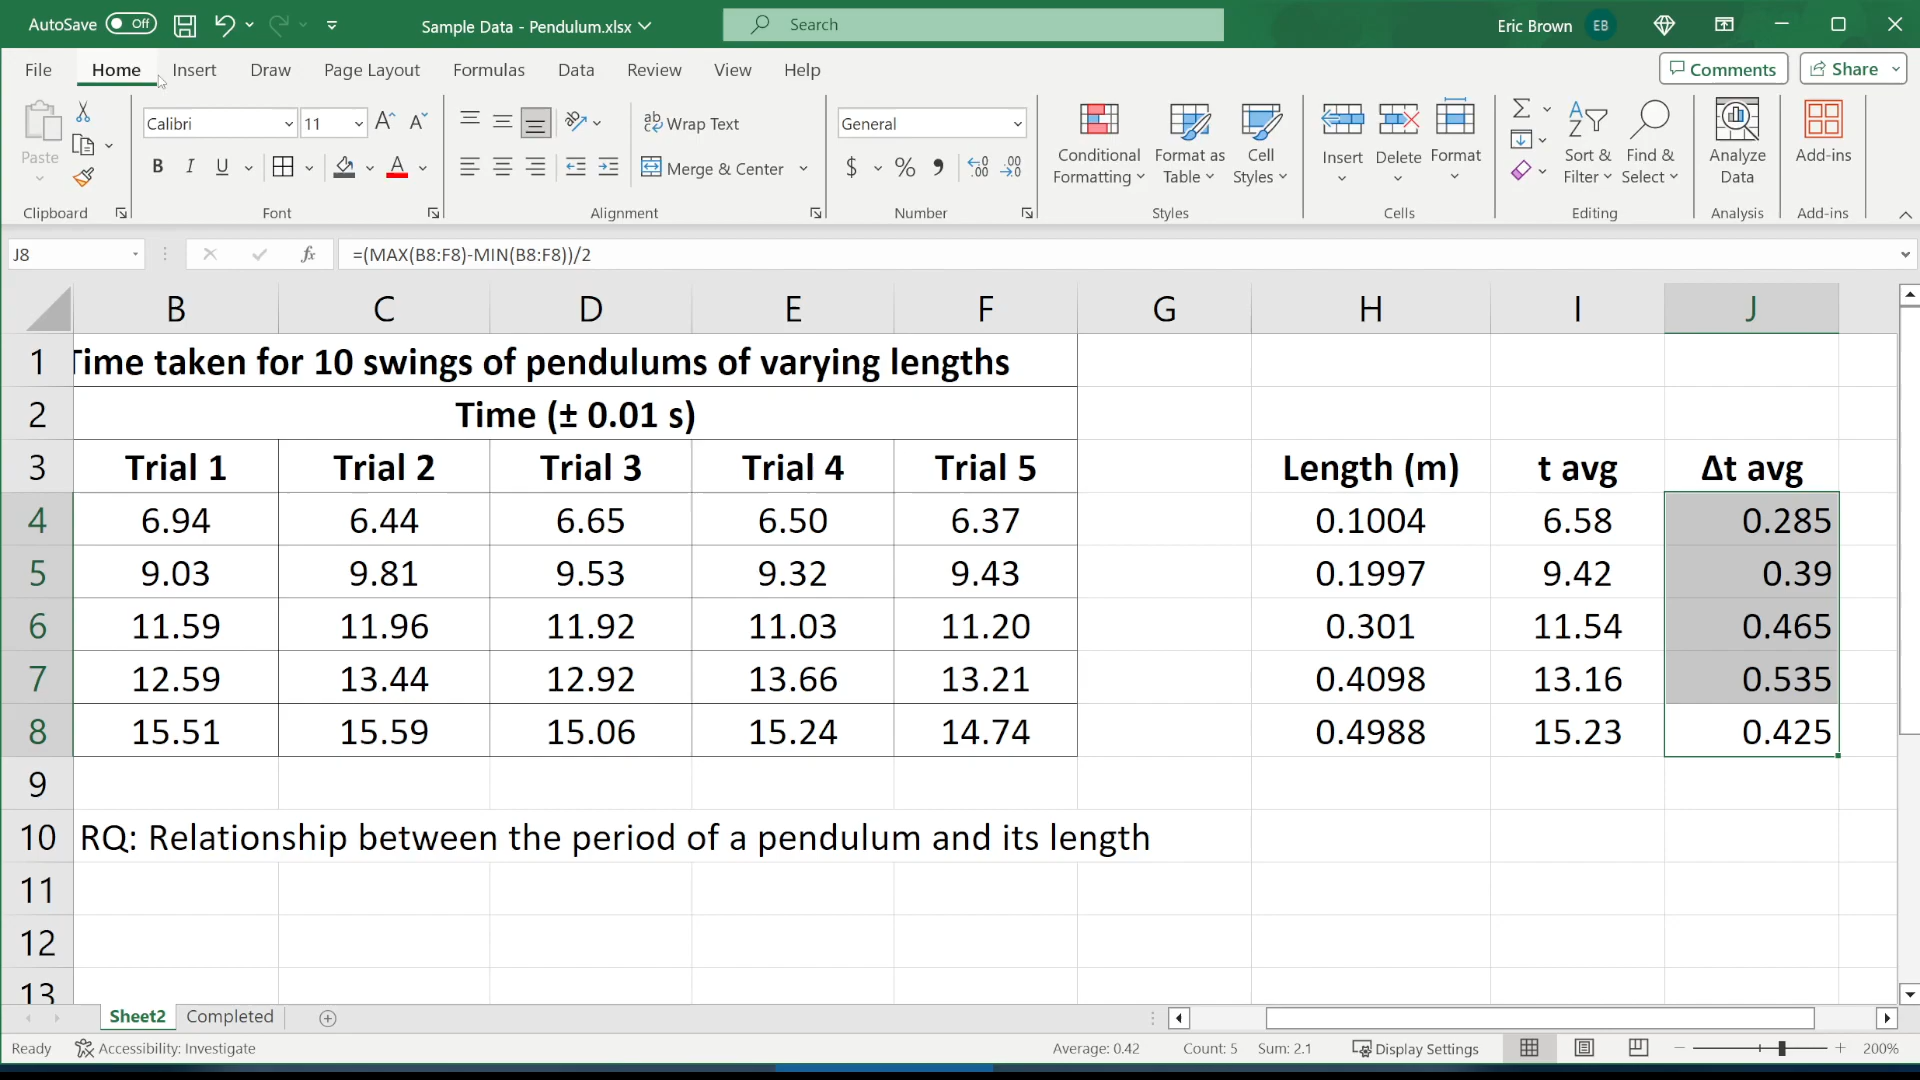 AutoSave Off Sample Data - Pendulum.xlsx Search Eric Brown EB
File Home Insert Draw Page Layout Formulas Data Review View Help Comments Share
Paste Calibri 11 Wrap Text General Conditional Formatting Format as Table Cell Styles Insert Delete Format Sort & Filter Find & Select Analyze Data Add-ins
B I U Merge & Center $ %
Clipboard Font Alignment Number Styles Cells Editing Analysis Add-ins
J8 fx =(MAX(B8:F8)-MIN(B8:F8))/2
B C D E F G H I J
1 Time taken for 10 swings of pendulums of varying lengths
2 Time (± 0.01 s)
3 Trial 1 Trial 2 Trial 3 Trial 4 Trial 5 Length (m) t avg Δt avg
4 6.94 6.44 6.65 6.50 6.37 0.1004 6.58 0.285
5 9.03 9.81 9.53 9.32 9.43 0.1997 9.42 0.39
6 11.59 11.96 11.92 11.03 11.20 0.301 11.54 0.465
7 12.59 13.44 12.92 13.66 13.21 0.4098 13.16 0.535
8 15.51 15.59 15.06 15.24 14.74 0.4988 15.23 0.425
9
10 RQ: Relationship between the period of a pendulum and its length
11
12
13
Sheet2 Completed
Ready Accessibility: Investigate Average: 0.42 Count: 5 Sum: 2.1 Display Settings 200%